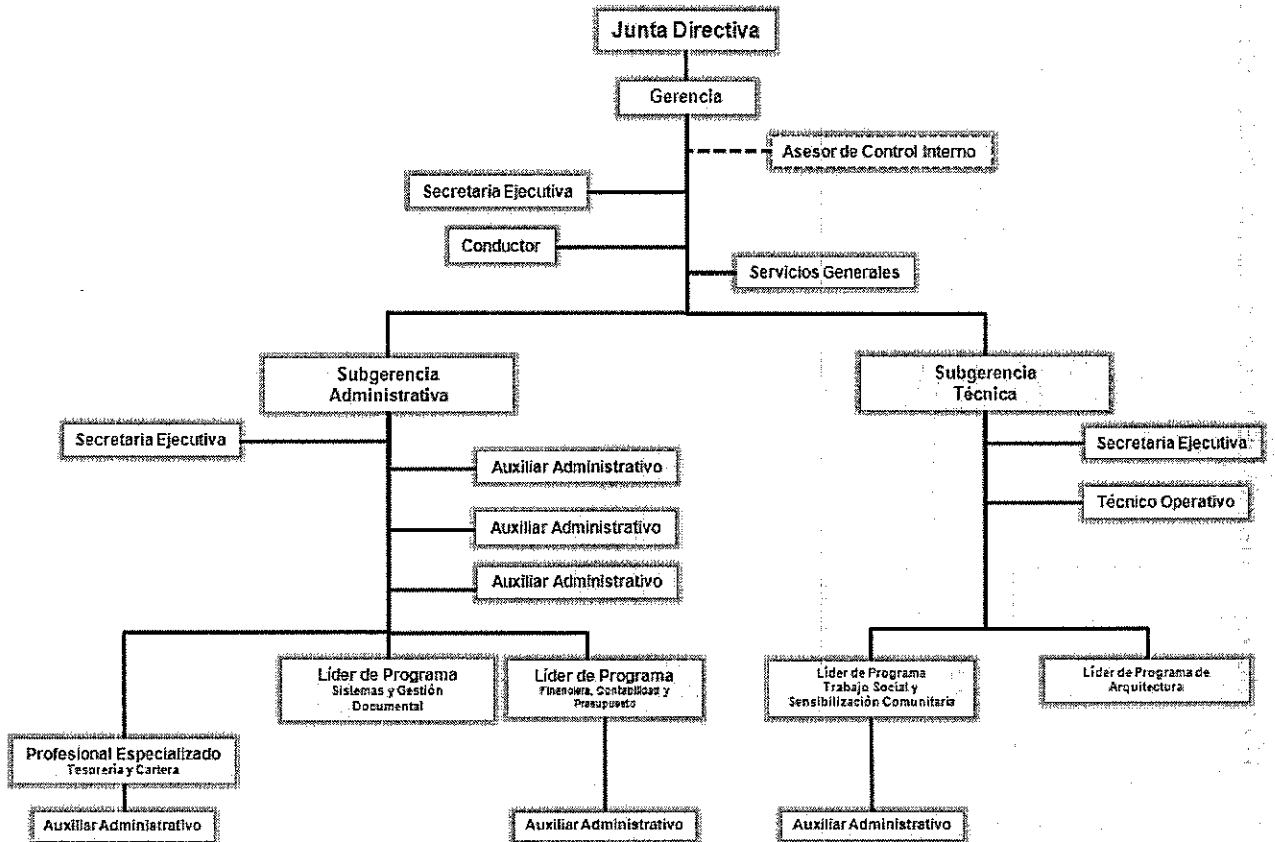 Junta Directiva
Gerencia
Asesor de Control Interno
Secretaria Ejecutiva
Conductor
Servicios Generales
Subgerencia
Administrativa
Subgerencia
Técnica
Secretaria Ejecutiva
Secretaria Ejecutiva
Auxiliar Administrativo
Técnico Operativo
Auxiliar Administrativo
Auxiliar Administrativo
Líder de Programa
Sistemas y Gestión
Documental
Líder de Programa
Financiera, Contabilidad y
Presupuesto
Líder de Programa
Trabajo Social y
Sensibilización Comunitaria
Líder de Programa de
Arquitectura
Profesional Especializado
Tesoreria y Cartera
Auxiliar Administrativo
Auxiliar Administrativo
Auxiliar Administrativo